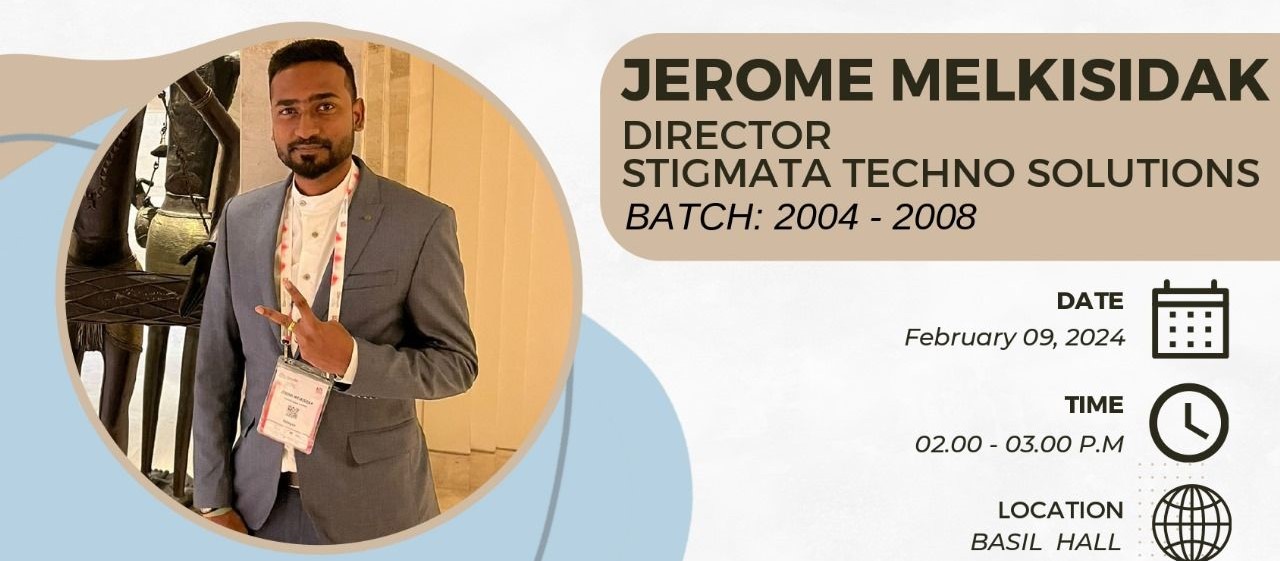 JEROME MELKISIDAK
DIRECTOR
STIGMATA TECHNO SOLUTIONS
BATCH: 2004 - 2008
DATE
February 09, 2024
TIME
02.00 - 03.00 P.M
LOCATION
BASIL HALL